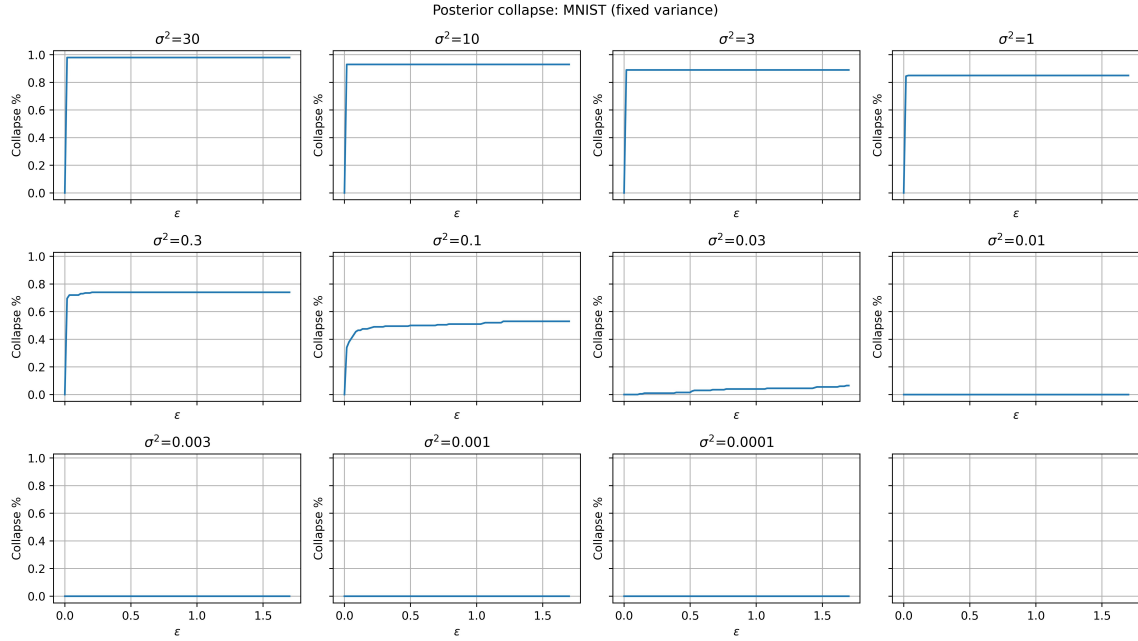 Posterior collapse: MNIST (fixed variance)
σ²=30
σ²=10
σ²=3
σ²=1
Collapse %
1.0
0.8
0.6
0.4
0.2
0.0
Collapse %
Collapse %
Collapse %
ε
ε
ε
ε
σ²=0.3
σ²=0.1
σ²=0.03
σ²=0.01
Collapse %
1.0
0.8
0.6
0.4
0.2
0.0
Collapse %
Collapse %
Collapse %
ε
ε
ε
ε
σ²=0.003
σ²=0.001
σ²=0.0001
Collapse %
1.0
0.8
0.6
0.4
0.2
0.0
Collapse %
Collapse %
0.0 0.5 1.0 1.5
0.0 0.5 1.0 1.5
0.0 0.5 1.0 1.5
0.0 0.5 1.0 1.5
ε
ε
ε